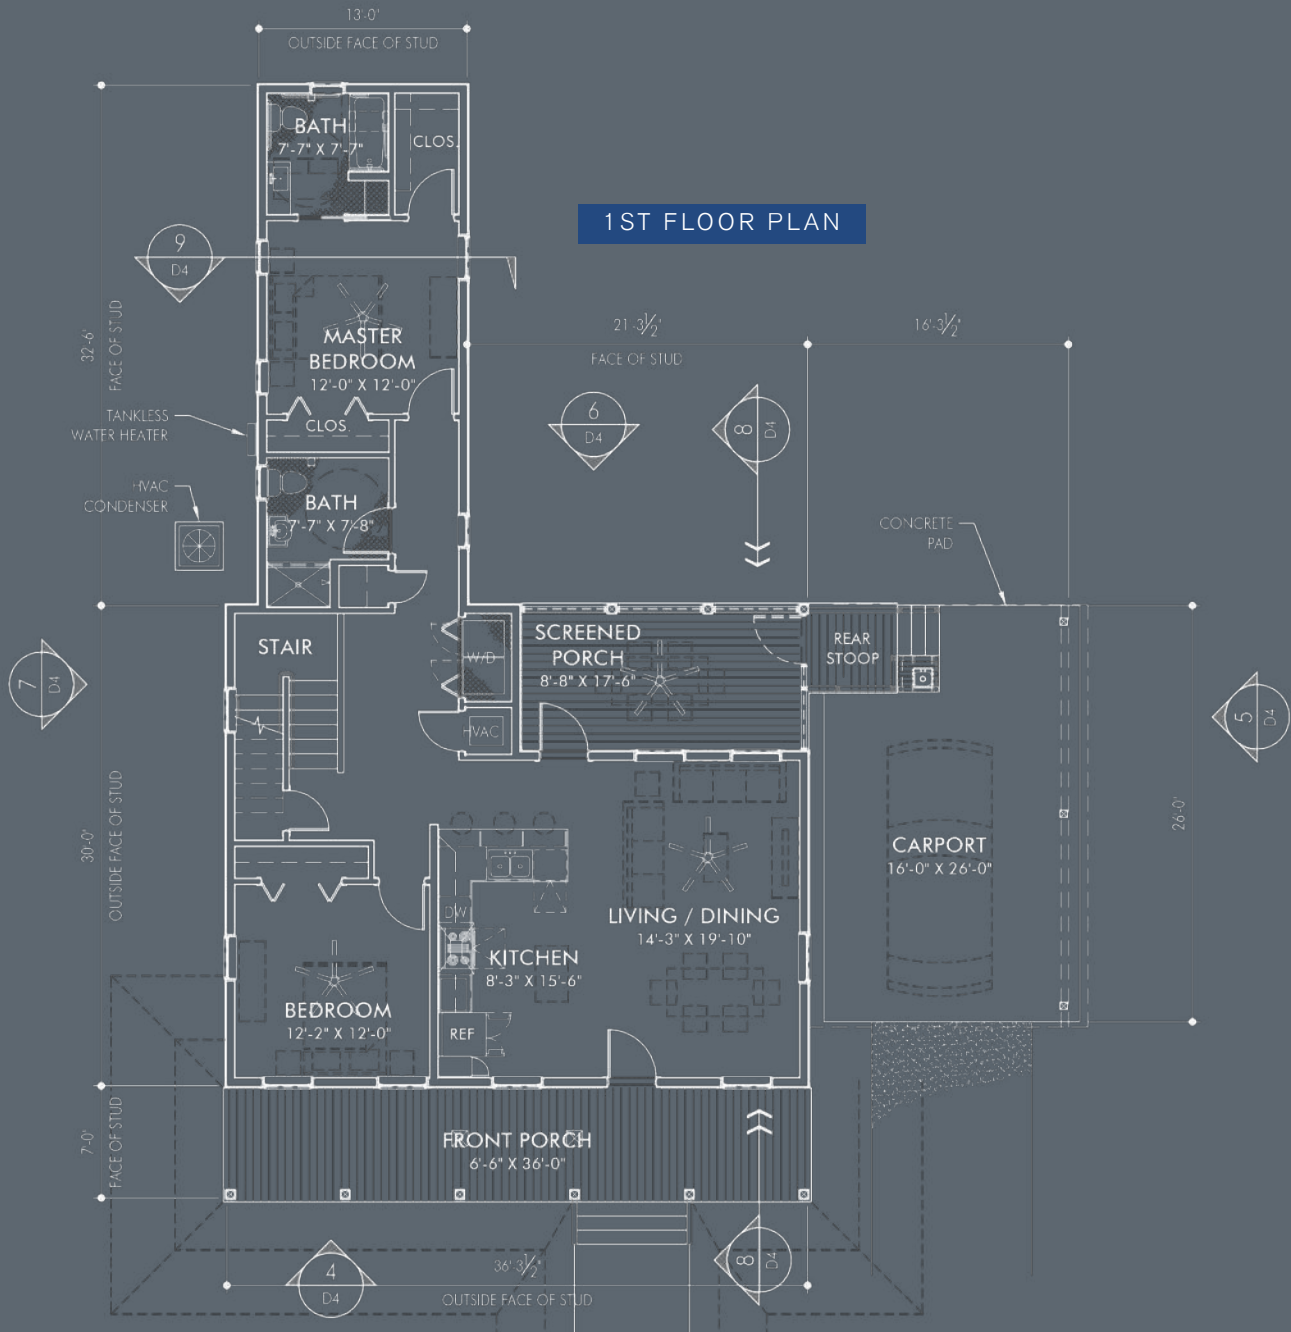 13'-0"
OUTSIDE FACE OF STUD
BATH
7'-7" X 7'-7"
CLOS.
1ST FLOOR PLAN
9
D4
32'-6"
FACE OF STUD
MASTER
BEDROOM
12'-0" X 12'-0"
21'-3½"
FACE OF STUD
16'-3½"
TANKLESS
WATER HEATER
CLOS.
6
D4
8
D4
HVAC
CONDENSER
BATH
7'-7" X 7'-8"
CONCRETE
PAD
STAIR
W/D
SCREENED
PORCH
8'-8" X 17'-6"
REAR
STOOP
7
D4
5
D4
HVAC
30'-0"
OUTSIDE FACE OF STUD
26'-0"
CARPORT
16'-0" X 26'-0"
DW
LIVING / DINING
14'-3" X 19'-10"
KITCHEN
8'-3" X 15'-6"
BEDROOM
12'-2" X 12'-0"
REF
7'-0"
FACE OF STUD
FRONT PORCH
6'-6" X 36'-0"
4
D4
36'-3½"
OUTSIDE FACE OF STUD
8
D4